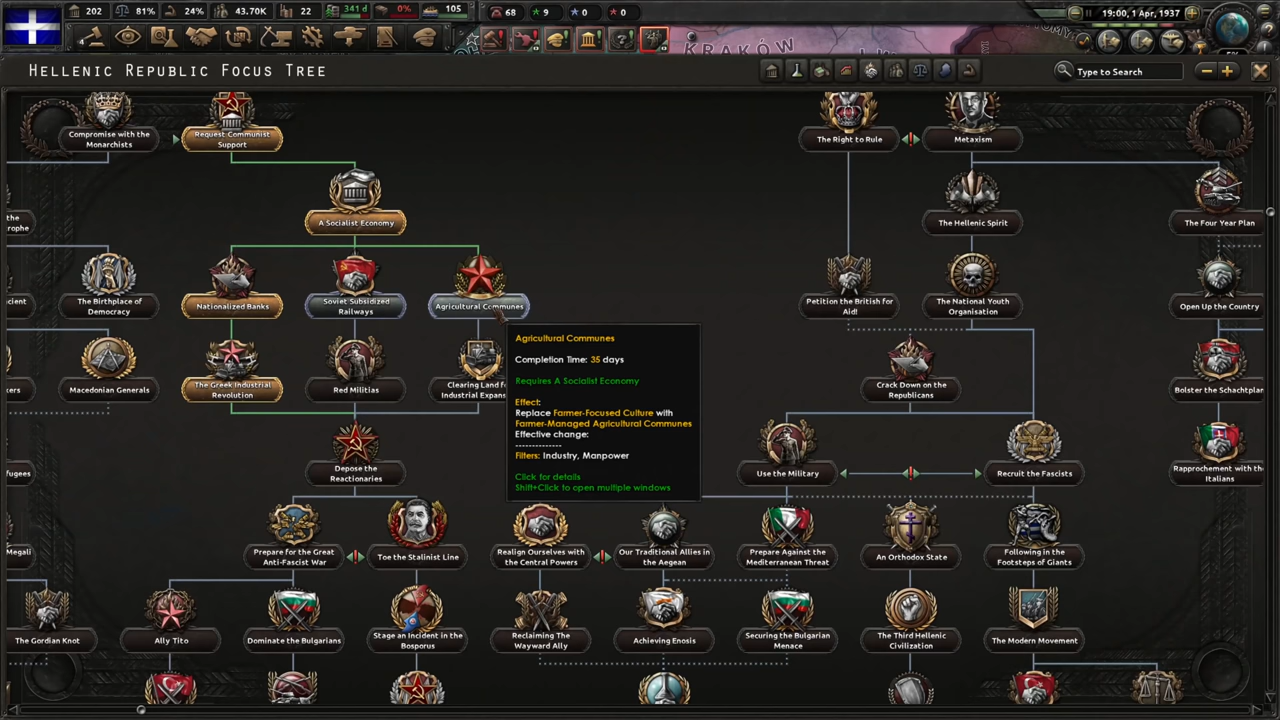 202
81%
24%
43.70K
22
341 d
0%
105
68
9
0
0
19:00, 1 Apr, 1937
KRAKÓW
HELLENIC REPUBLIC FOCUS TREE
Type to Search
Compromise with the
Monarchists
Request Communist
Support
The Right to Rule
Metaxism
A Socialist Economy
The Hellenic Spirit
The Four Year Plan
The Birthplace of
Democracy
Nationalized Banks
Soviet Subsidized
Railways
Agricultural Communes
Petition the British for
Aid!
The National Youth
Organisation
Open Up the Country
Agricultural Communes
Completion Time: 35 days
Requires A Socialist Economy
Effect:
Replace Farmer-Focused Culture with
Farmer-Managed Agricultural Communes
Effective change:
--------------
Filters: Industry, Manpower
Click for details
Shift+Click to open multiple windows
Macedonian Generals
The Greek Industrial
Revolution
Red Militias
Clearing Land for
Industrial Expans
Crack Down on the
Republicans
Bolster the Schachtplan
Depose the
Reactionaries
Use the Military
Recruit the Fascists
Rapprochement with the
Italians
Prepare for the Great
Anti-Fascist War
Toe the Stalinist Line
Realign Ourselves with
the Central Powers
Our Traditional Allies in
the Aegean
Prepare Against the
Mediterranean Threat
An Orthodox State
Following in the
Footsteps of Giants
Megali
The Gordian Knot
Ally Tito
Dominate the Bulgarians
Stage an Incident in the
Bosporus
Reclaiming The
Wayward Ally
Achieving Enosis
Securing the Bulgarian
Menace
The Third Hellenic
Civilization
The Modern Movement